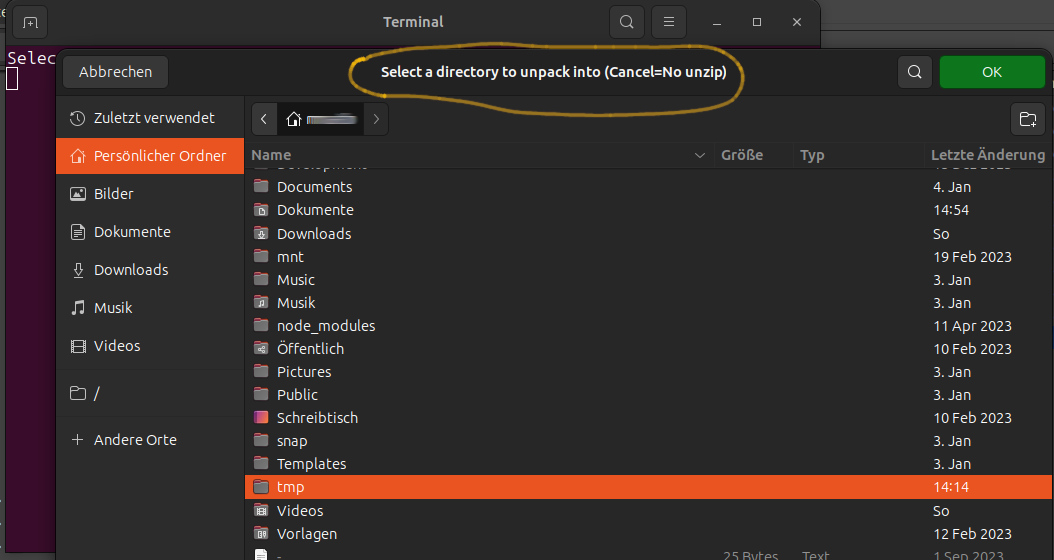 Terminal
Selec
Abbrechen
Select a directory to unpack into (Cancel=No unzip)
OK
Zuletzt verwendet
Persönlicher Ordner
Bilder
Dokumente
Downloads
Musik
Videos
/
Andere Orte
Name Größe Typ Letzte Änderung
Documents 4. Jan
Dokumente 14:54
Downloads So
mnt 19 Feb 2023
Music 3. Jan
Musik 3. Jan
node_modules 11 Apr 2023
Öffentlich 10 Feb 2023
Pictures 3. Jan
Public 3. Jan
Schreibtisch 10 Feb 2023
snap 3. Jan
Templates 3. Jan
tmp 14:14
Videos So
Vorlagen 12 Feb 2023
- 25 Bytes Text 1 Sep 2023